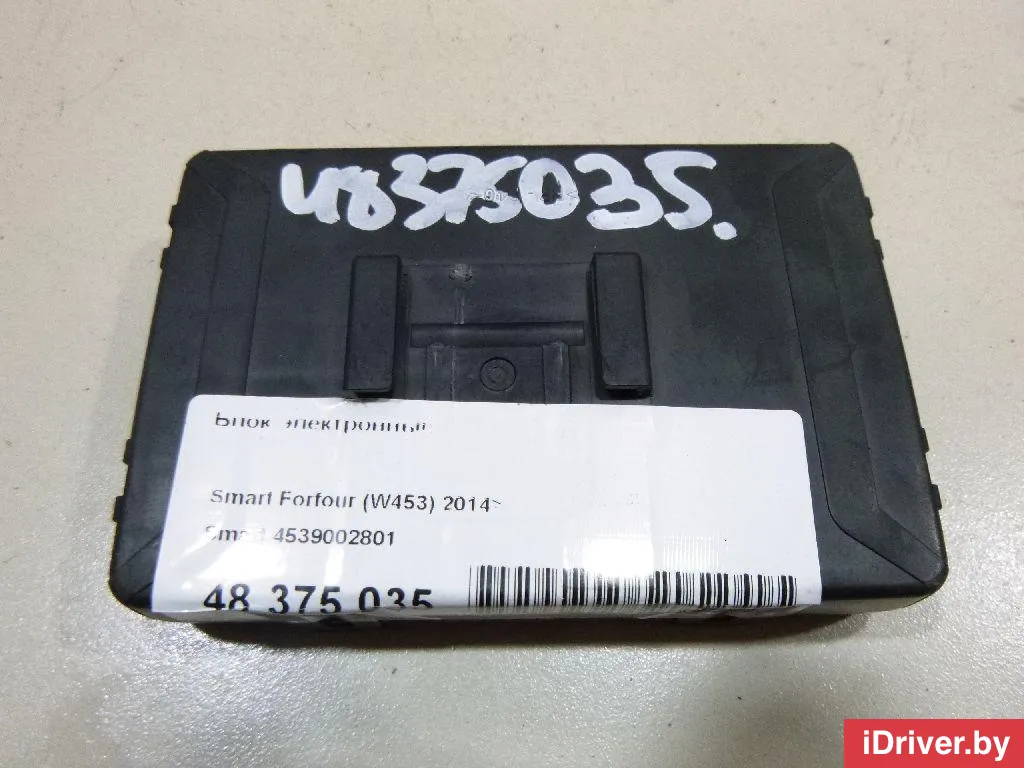 48375035.
Блок электронный
Smart Forfour (W453) 2014>
Smart 4539002801
48 375 035
iDriver.by